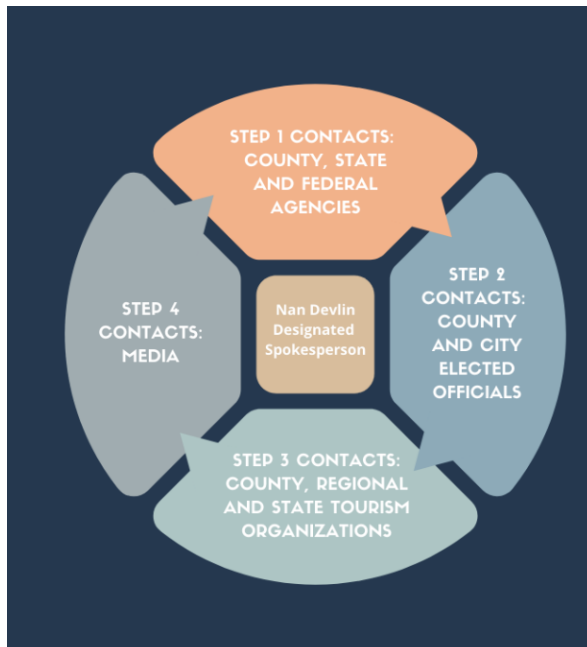 STEP 1 CONTACTS:
COUNTY, STATE
AND FEDERAL
AGENCIES
STEP 2
CONTACTS:
COUNTY
AND CITY
ELECTED
OFFICIALS
STEP 3 CONTACTS:
COUNTY, REGIONAL
AND STATE TOURISM
ORGANIZATIONS
STEP 4
CONTACTS:
MEDIA
Nan Devlin
Designated
Spokesperson